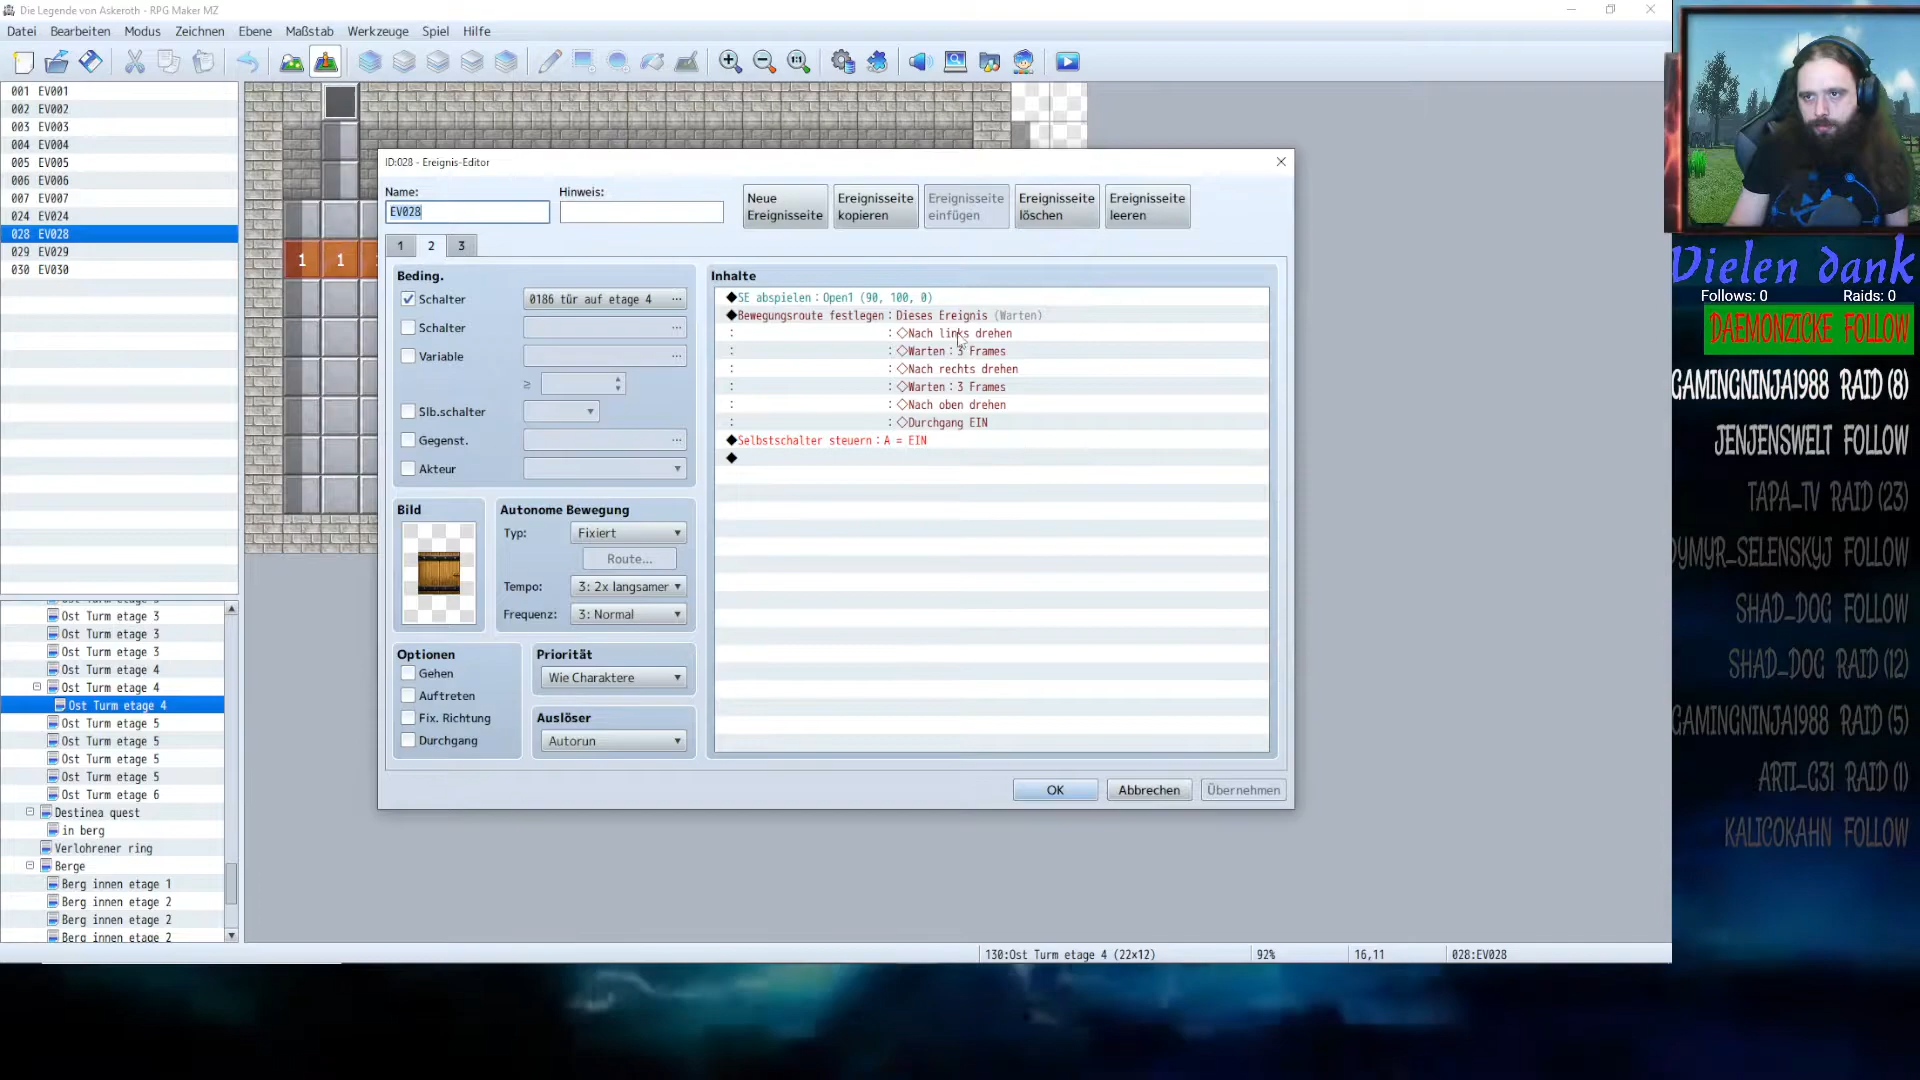 Die Legende von Askeroth - RPG Maker MZ
Datei Bearbeiten Modus Zeichnen Ebene Maßstab Werkzeuge Spiel Hilfe
001 EV001
002 EV002
003 EV003
004 EV004
005 EV005
006 EV006
007 EV007
024 EV024
028 EV028
029 EV029
030 EV030
1 1 1
ID:028 - Ereignis-Editor
Name:
Hinweis:
EV028
Neue Ereignisseite
Ereignisseite kopieren
Ereignisseite einfügen
Ereignisseite löschen
Ereignisseite leeren
1 2 3
Beding.
Schalter 0186 tür auf etage 4 ...
Schalter ...
Variable ...
≥
Slb.schalter
Gegenst. ...
Akteur
Bild
Autonome Bewegung
Typ: Fixiert
Route...
Tempo: 3: 2x langsamer
Frequenz: 3: Normal
Optionen
Gehen
Auftreten
Fix. Richtung
Durchgang
Priorität
Wie Charaktere
Auslöser
Autorun
Inhalte
◆SE abspielen：Open1 (90, 100, 0)
◆Bewegungsroute festlegen：Dieses Ereignis (Warten)
：　：◇Nach links drehen
：　：◇Warten：3 Frames
：　：◇Nach rechts drehen
：　：◇Warten：3 Frames
：　：◇Nach oben drehen
：　：◇Durchgang EIN
◆Selbstschalter steuern：A = EIN
◆
OK Abbrechen Übernehmen
Ost Turm etage 3
Ost Turm etage 3
Ost Turm etage 3
Ost Turm etage 4
Ost Turm etage 4
Ost Turm etage 4
Ost Turm etage 5
Ost Turm etage 5
Ost Turm etage 5
Ost Turm etage 5
Ost Turm etage 6
Destinea quest
in berg
Verlohrener ring
Berge
Berg innen etage 1
Berg innen etage 2
Berg innen etage 2
Berg innen etage 2
130:Ost Turm etage 4 (22×12) 92% 16,11 028:EV028
Vielen dank
Follows: 0 Raids: 0
DAEMONZICKE FOLLOW
GAMINGNINJA1988 RAID (8)
JENJENSWELT FOLLOW
TAPA_TV RAID (23)
DYMYR_SELENSKYJ FOLLOW
SHAD_DOG FOLLOW
SHAD_DOG RAID (12)
GAMINGNINJA1988 RAID (5)
ARTI_G31 RAID (1)
KALICOKAHN FOLLOW